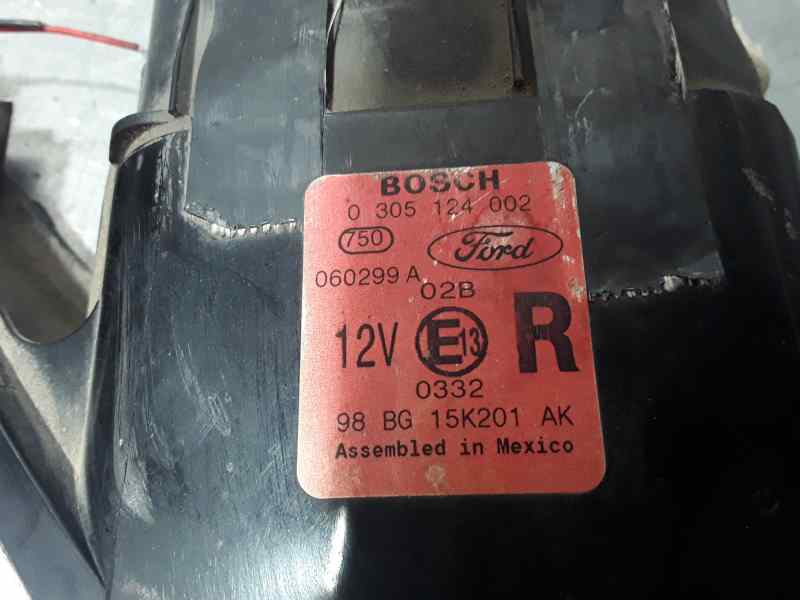 BOSCH
0 305 124 002
750 Ford
060299 A
02B
12V E13 R
0332
98 BG 15K201 AK
Assembled in Mexico